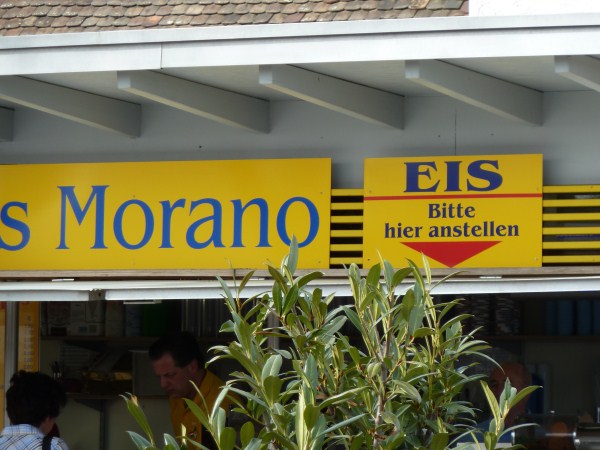 s Morano
EIS
Bitte
hier anstellen